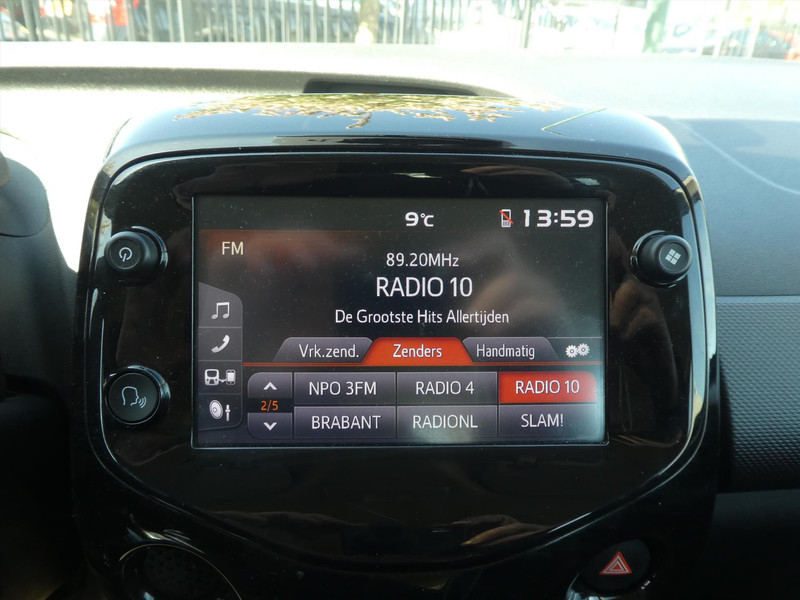 9°C 13:59
FM
89.20MHz
RADIO 10
De Grootste Hits Allertijden
Vrk.zend. Zenders Handmatig
NPO 3FM RADIO 4 RADIO 10
2/5
BRABANT RADIONL SLAM!